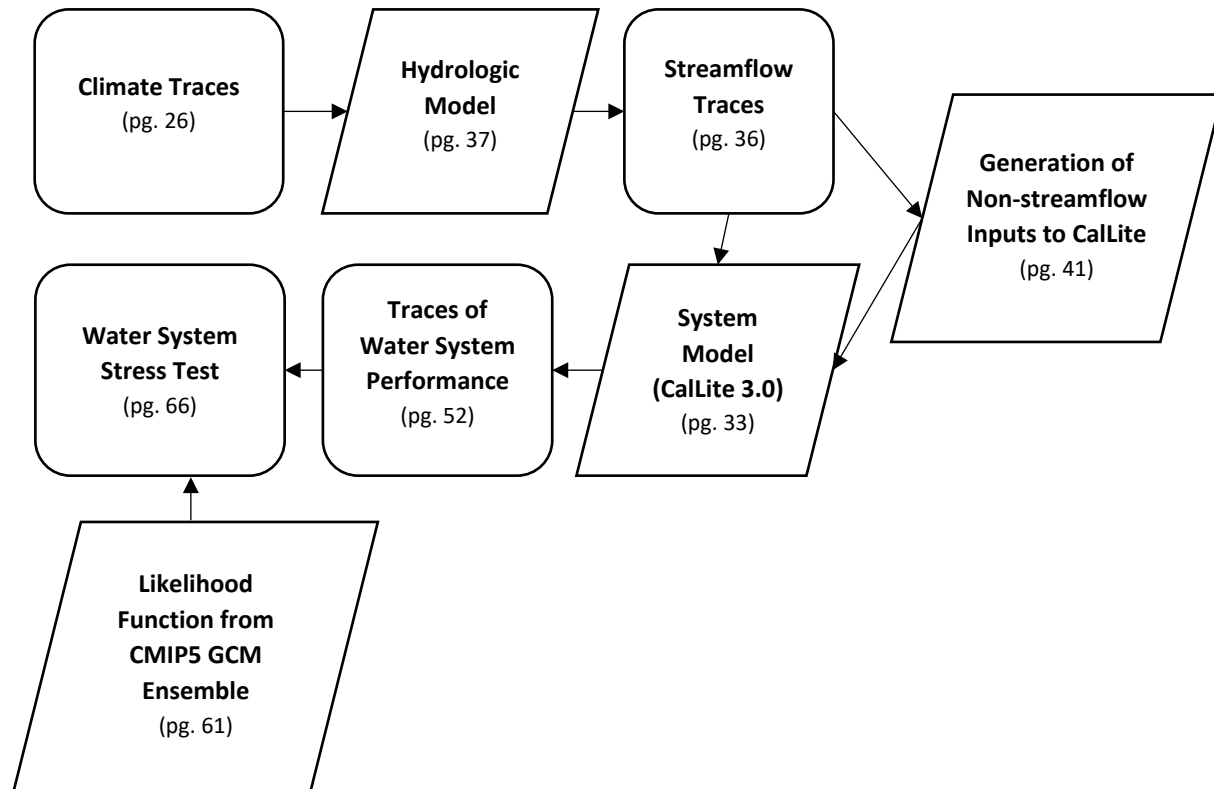 Climate Traces
(pg. 26)
Hydrologic
Model
(pg. 37)
Streamflow
Traces
(pg. 36)
Generation of
Non-streamflow
Inputs to CalLite
(pg. 41)
Water System
Stress Test
(pg. 66)
Traces of
Water System
Performance
(pg. 52)
System
Model
(CalLite 3.0)
(pg. 33)
Likelihood
Function from
CMIP5 GCM
Ensemble
(pg. 61)